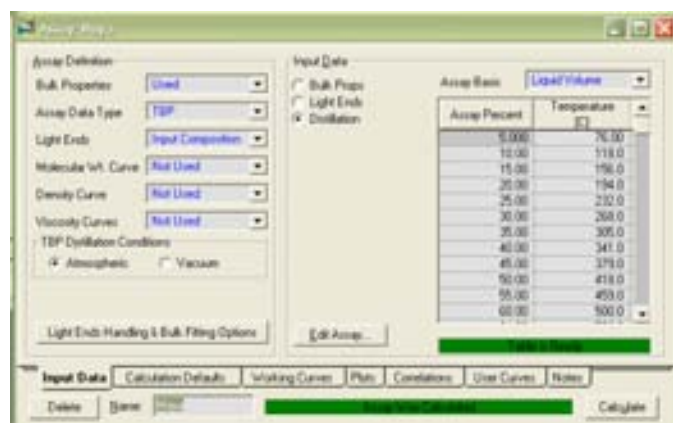 Assay Definition
Bulk Properties Used
Assay Data Type TBP
Light Ends Input Composition
Molecular Wt. Curve Not Used
Density Curve Not Used
Viscosity Curves Not Used
TBP Distillation Conditions
Atmospheric Vacuum
Light Ends Handling & Bulk Fitting Options
Input Data
Bulk Props
Light Ends
Distillation
Edit Assay...
Assay Basis Liquid Volume
Assay Percent Temperature [C]
5.000 76.00
10.00 118.0
15.00 156.0
20.00 194.0
25.00 232.0
30.00 268.0
35.00 305.0
40.00 341.0
45.00 379.0
50.00 418.0
55.00 459.0
60.00 500.0
Table is Ready
Input Data Calculation Defaults Working Curves Plots Correlations User Curves Notes
Delete Name Assay Was Calculated Calculate